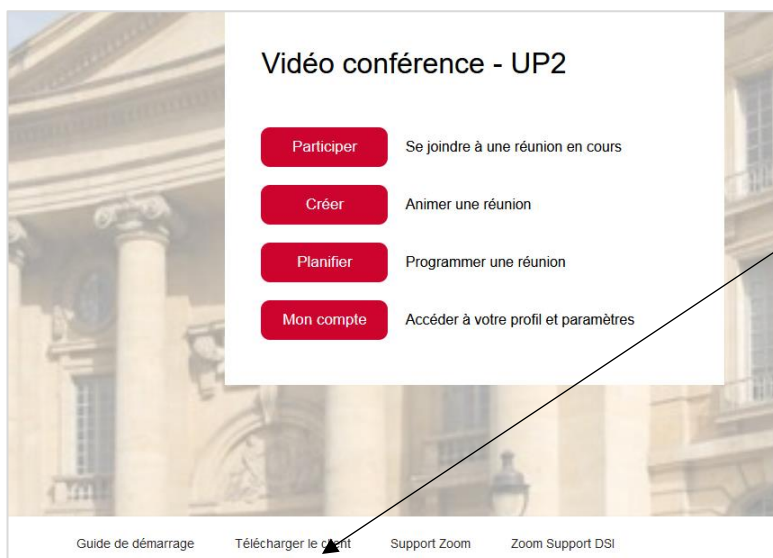 Vidéo conférence - UP2
Participer Se joindre à une réunion en cours
Créer Animer une réunion
Planifier Programmer une réunion
Mon compte Accéder à votre profil et paramètres
Guide de démarrage Télécharger le client Support Zoom Zoom Support DSI